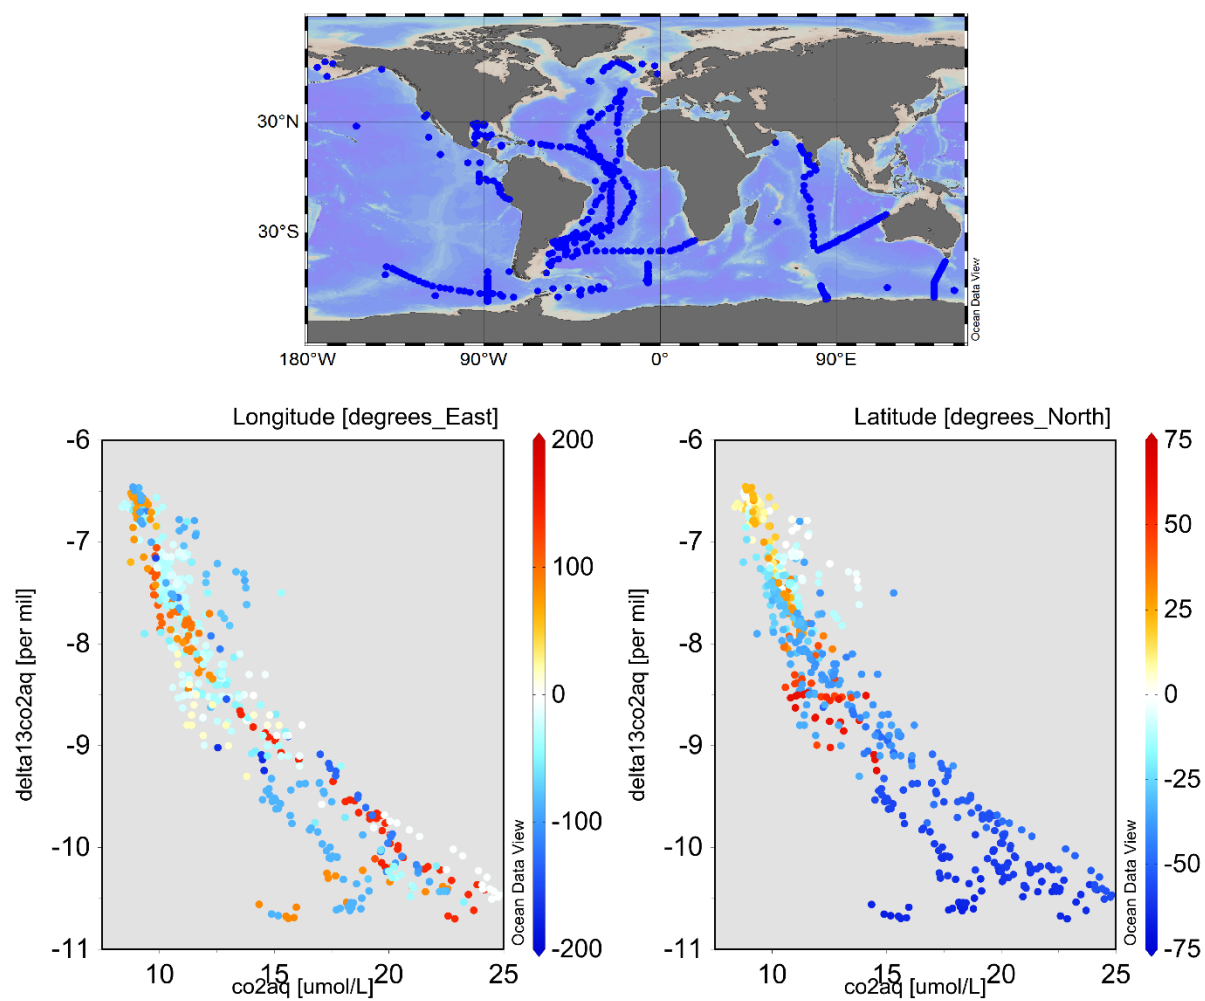 30°N
30°S
180°W
90°W
0°
90°E
Ocean Data View
Longitude [degrees_East]
Latitude [degrees_North]
-6
-7
-8
-9
-10
-11
delta13co2aq [per mil]
10
15
20
25
co2aq [umol/L]
200
100
0
-100
-200
Ocean Data View
-6
-7
-8
-9
-10
-11
delta13co2aq [per mil]
10
15
20
25
co2aq [umol/L]
75
50
25
0
-25
-50
-75
Ocean Data View